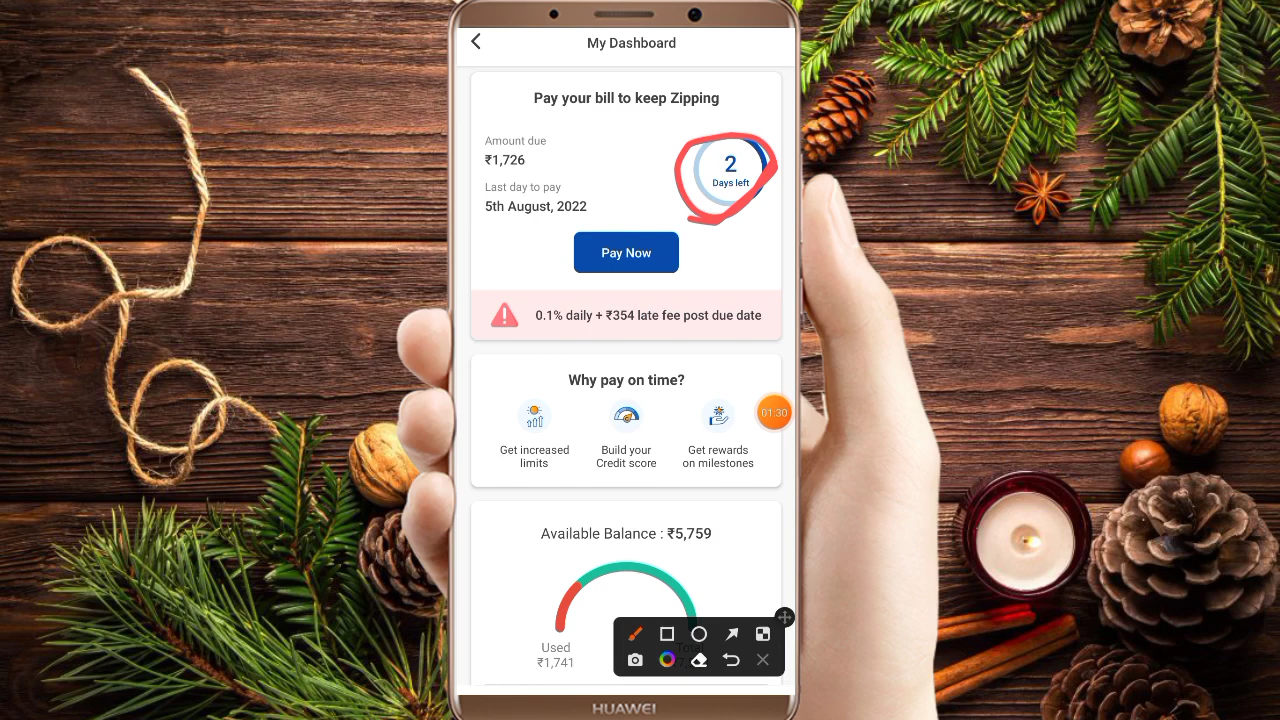 My Dashboard
Pay your bill to keep Zipping
Amount due
₹1,726
Last day to pay
5th August, 2022
2
Days left
Pay Now
0.1% daily + ₹354 late fee post due date
Why pay on time?
Get increased
limits
Build your
Credit score
Get rewards
on milestones
01:30
Available Balance : ₹5,759
Used
₹1,741
Total
HUAWEI